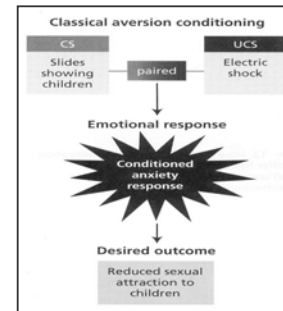 Classical aversion conditioning
CS
UCS
Slides
showing
children
paired
Electric
shock
Emotional response
Conditioned
anxiety
response
Desired outcome
Reduced sexual
attraction to
children